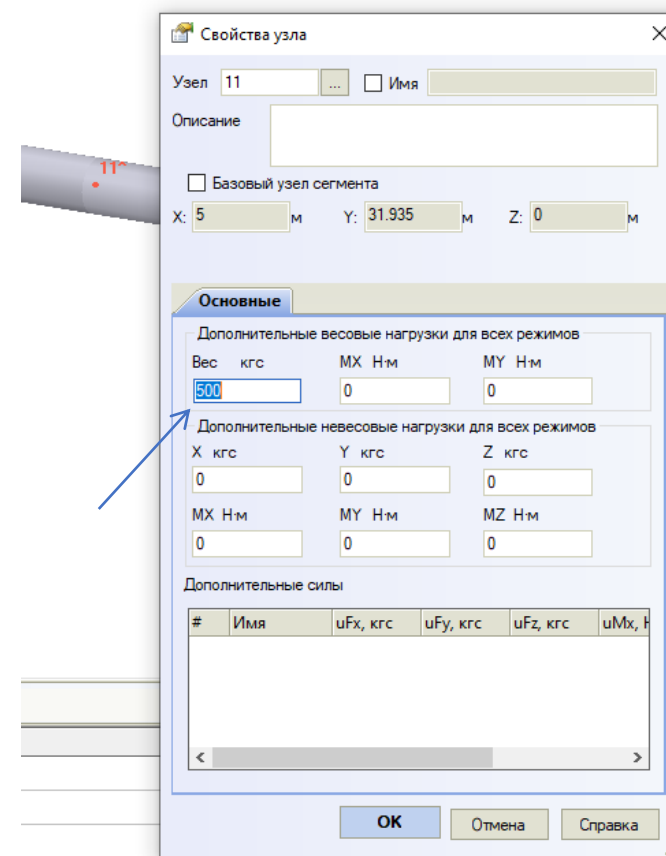 Свойства узла
Узел 11 ... Имя
Описание
11~
Базовый узел сегмента
X: 5 м Y: 31.935 м Z: 0 м
Основные
Дополнительные весовые нагрузки для всех режимов
Вес кгс MX Н·м MY Н·м
500 0 0
Дополнительные невесовые нагрузки для всех режимов
X кгс Y кгс Z кгс
0 0 0
MX Н·м MY Н·м MZ Н·м
0 0 0
Дополнительные силы
# Имя uFx, кгс uFy, кгс uFz, кгс uMx,
ОК Отмена Справка